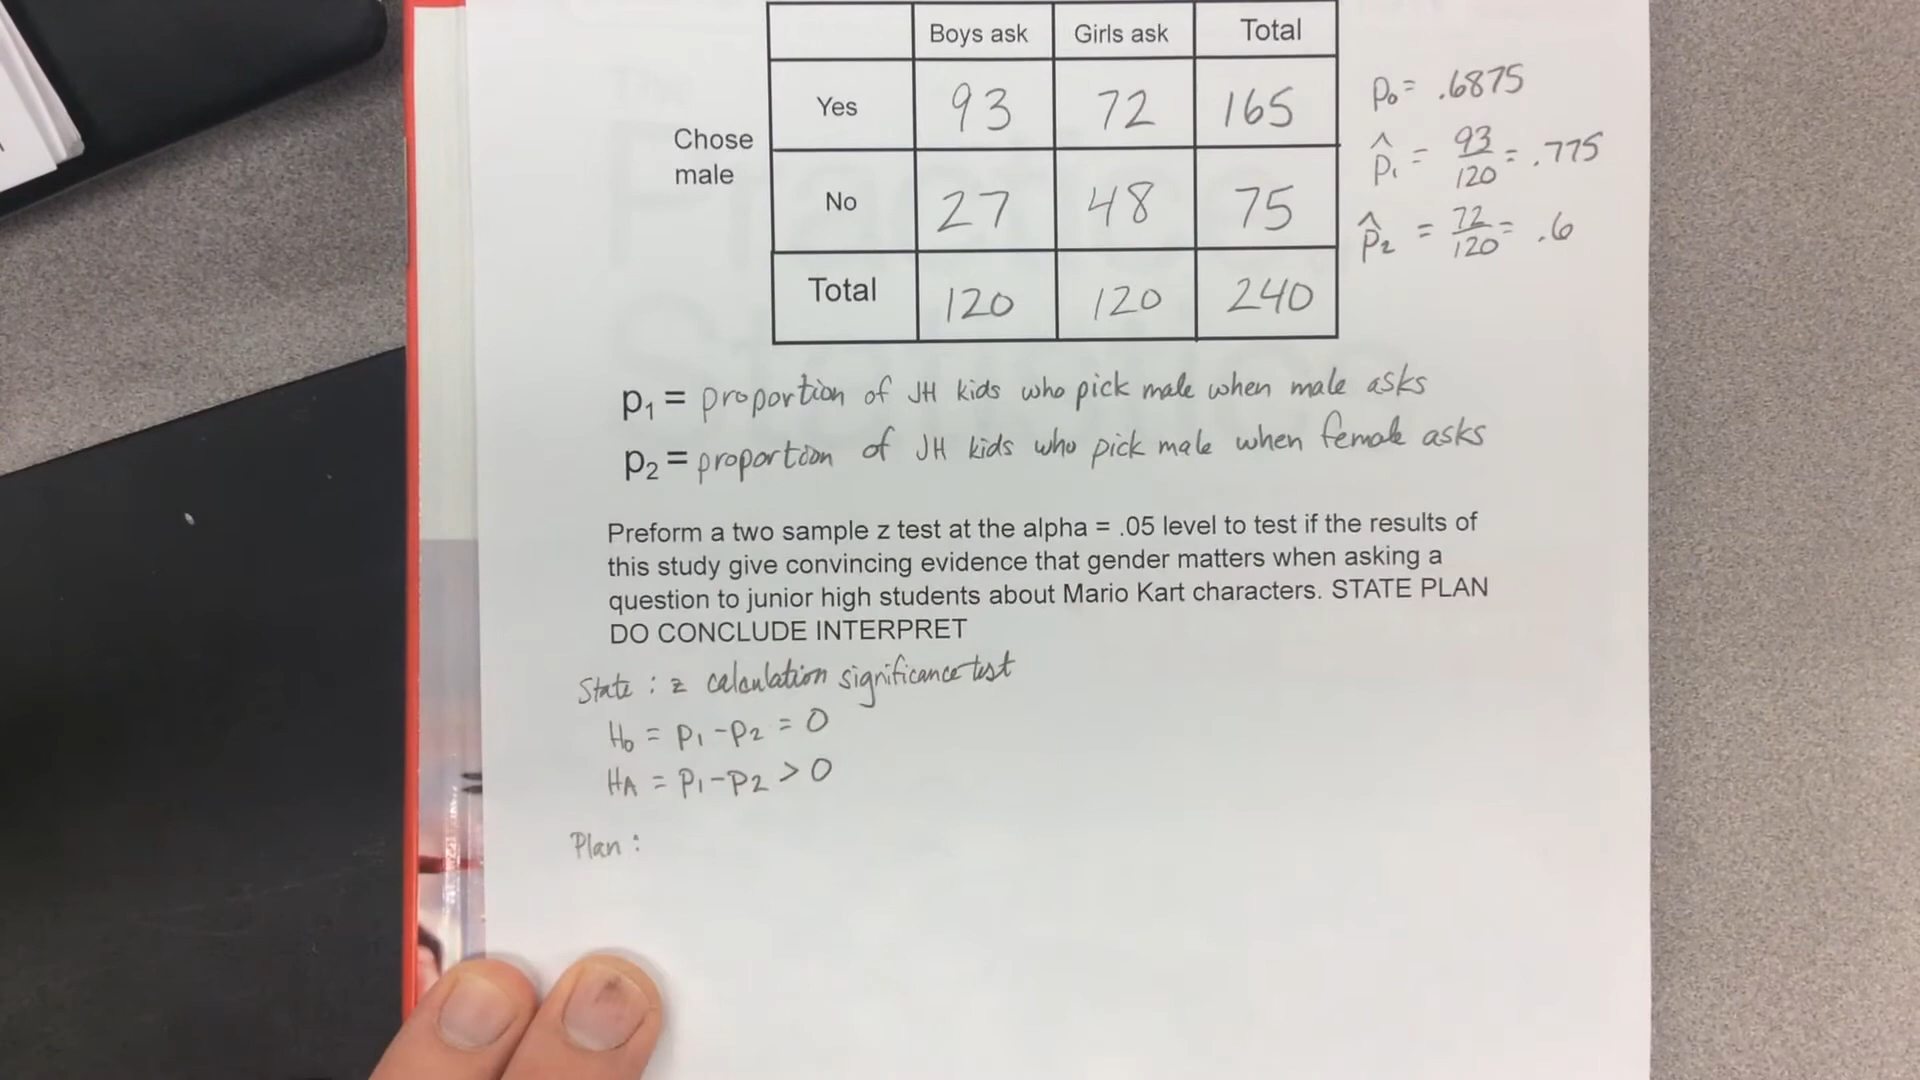 Boys ask Girls ask Total
Yes 93 72 165
Chose male
No 27 48 75
Total 120 120 240
p₀ = .6875
p̂₁ = 93/120 = .775
p̂₂ = 72/120 = .6
p₁ = proportion of JH kids who pick male when male asks
p₂ = proportion of JH kids who pick male when female asks
Preform a two sample z test at the alpha = .05 level to test if the results of
this study give convincing evidence that gender matters when asking a
question to junior high students about Mario Kart characters. STATE PLAN
DO CONCLUDE INTERPRET
State : z calculation significance test
H₀ = p₁ - p₂ = 0
HA = p₁ - p₂ > 0
Plan :